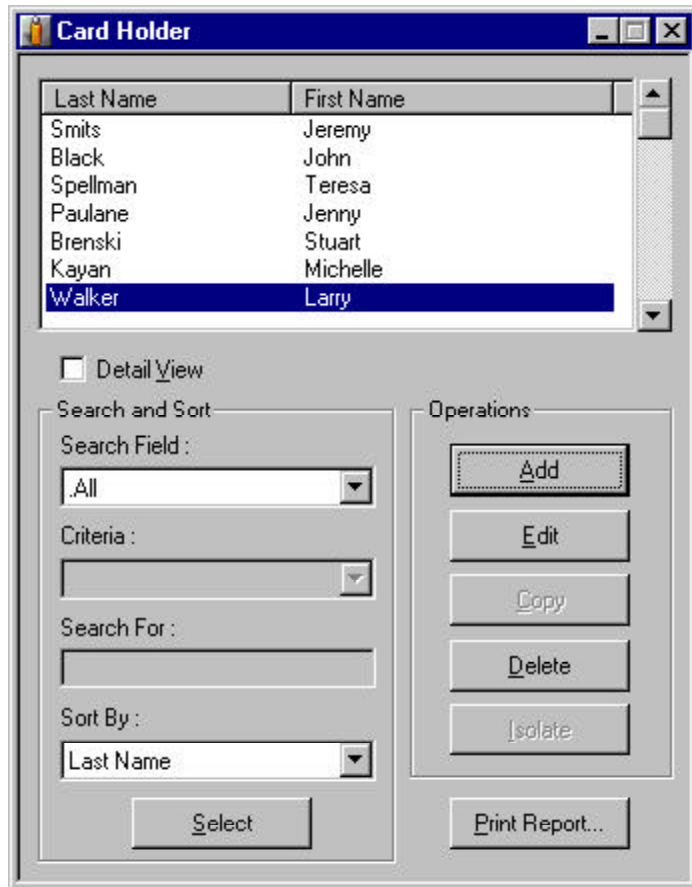 Card Holder
Last Name First Name
Smits Jeremy
Black John
Spellman Teresa
Paulane Jenny
Brenski Stuart
Kayan Michelle
Walker Larry
Detail View
Search and Sort
Search Field :
.All
Criteria :
Search For :
Sort By :
Last Name
Select
Operations
Add
Edit
Copy
Delete
Isolate
Print Report...